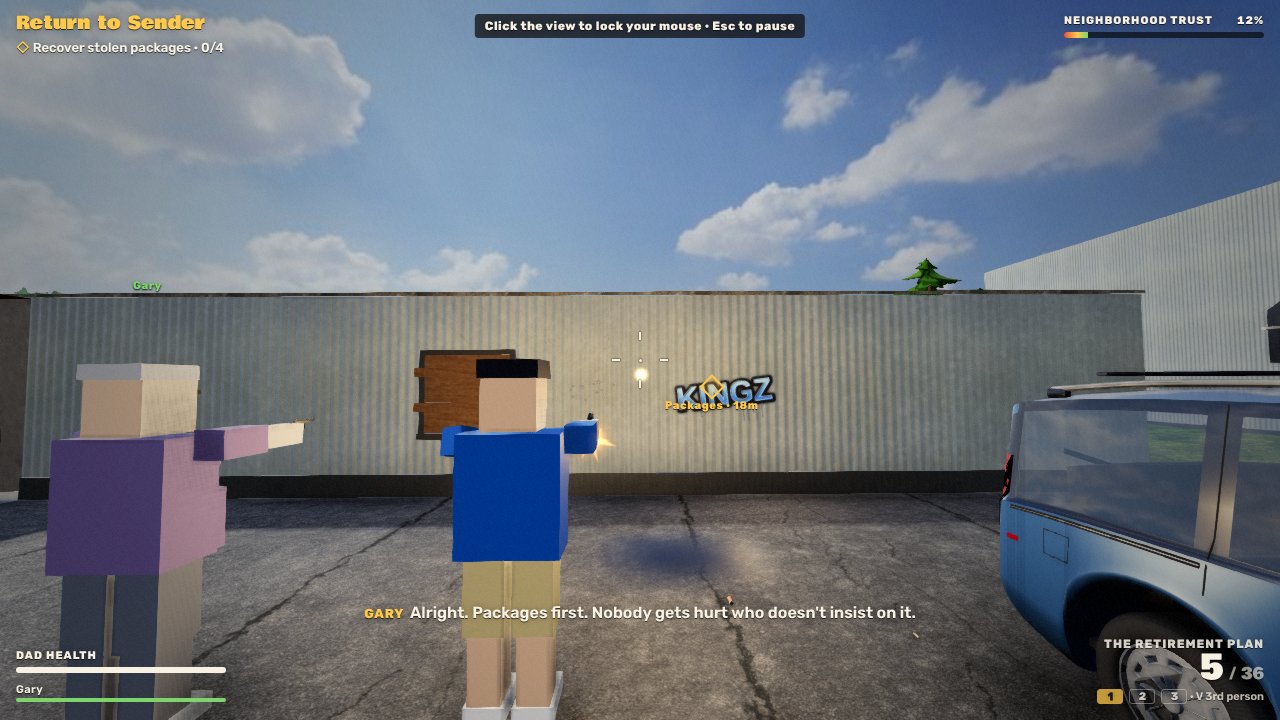 Return to Sender
Recover stolen packages • 0/4
Click the view to lock your mouse • Esc to pause
NEIGHBORHOOD TRUST 12%
Gary
KINGZ
Packages · 18m
GARY Alright. Packages first. Nobody gets hurt who doesn't insist on it.
DAD HEALTH
Gary
THE RETIREMENT PLAN
5 / 36
1 2 3 • V 3rd person